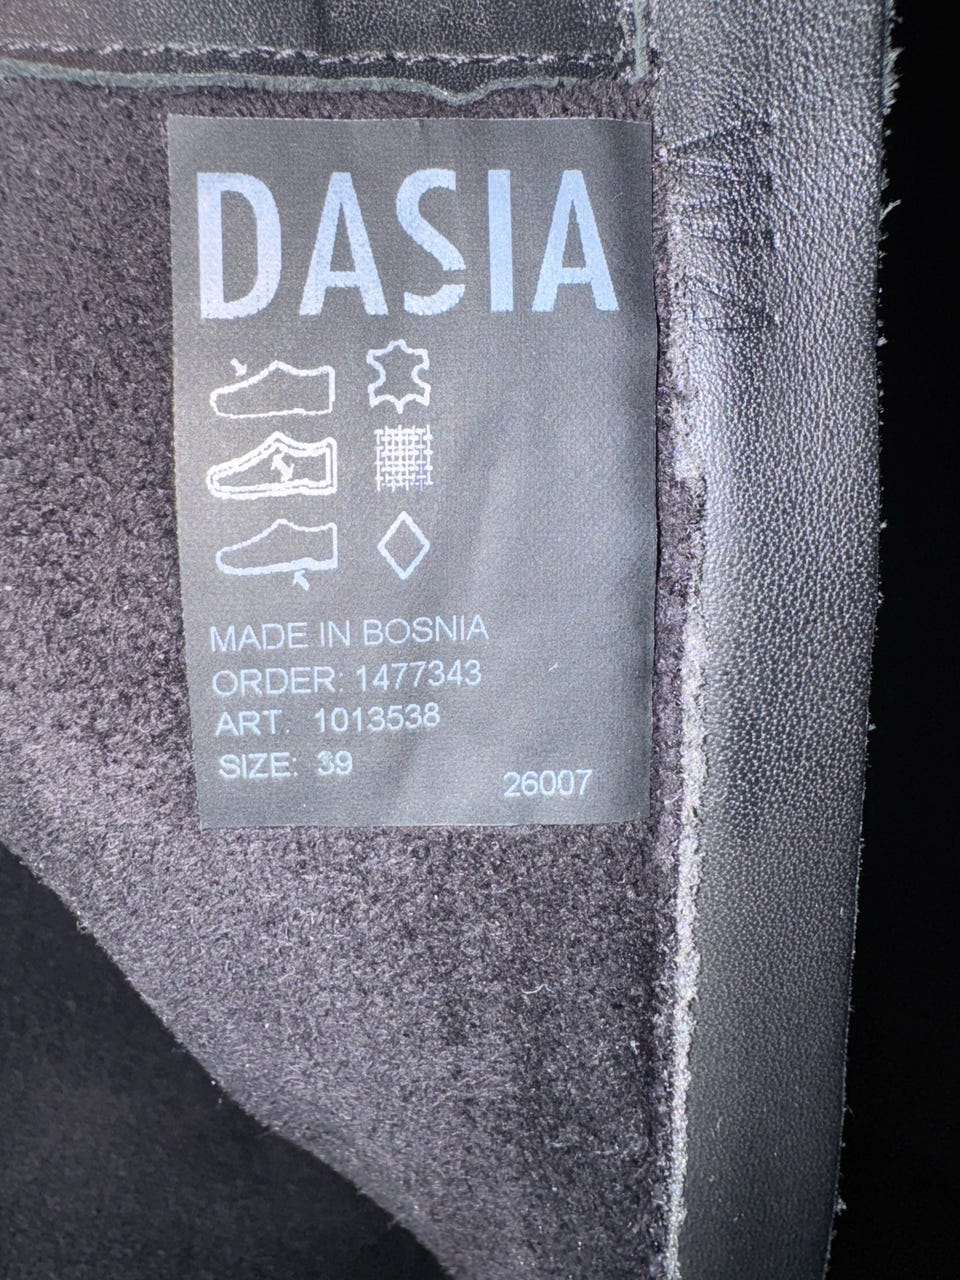 DASIA
MADE IN BOSNIA
ORDER: 1477343
ART. 1013538
SIZE: 39
26007